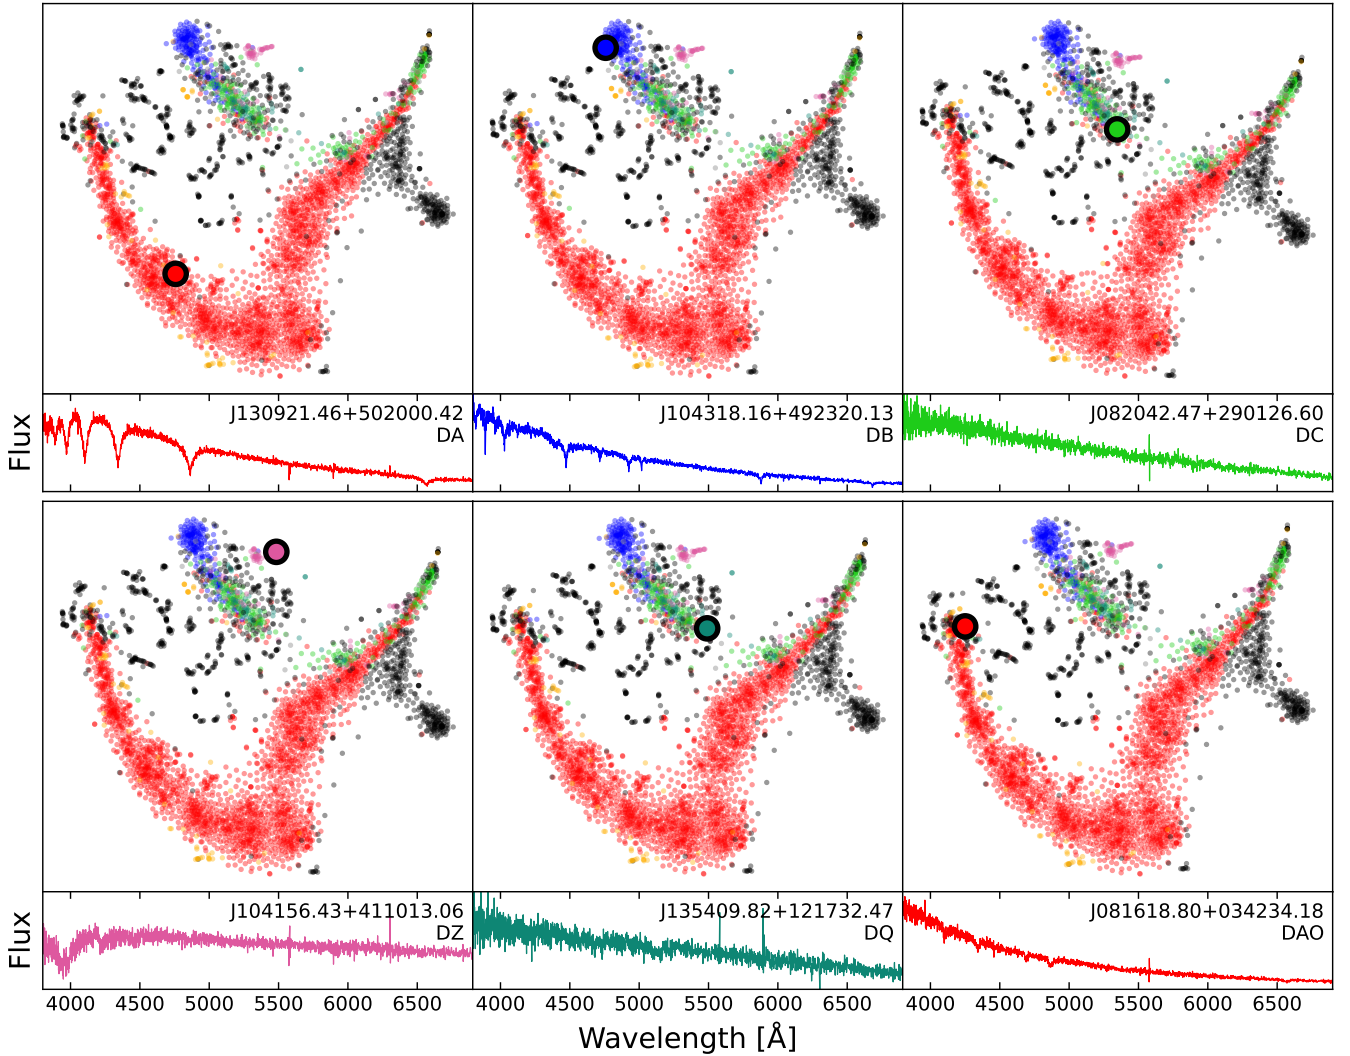 J130921.46+502000.42
DA
J104318.16+492320.13
DB
J082042.47+290126.60
DC
Flux
J104156.43+411013.06
DZ
J135409.82+121732.47
DQ
J081618.80+034234.18
DAO
Flux
4000 4500 5000 5500 6000 6500
4000 4500 5000 5500 6000 6500
4000 4500 5000 5500 6000 6500
Wavelength [Å]